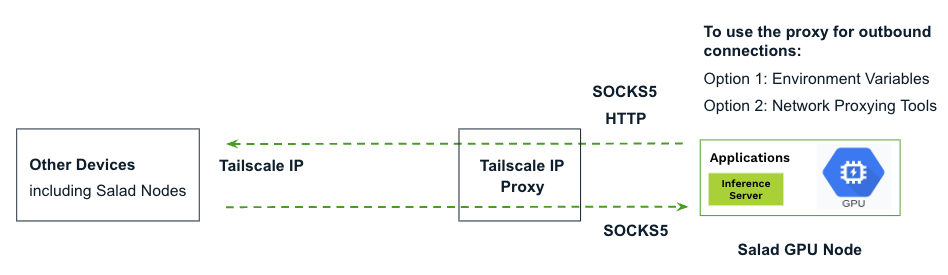 To use the proxy for outbound
connections:
Option 1: Environment Variables
Option 2: Network Proxying Tools
SOCKS5
HTTP
Other Devices
including Salad Nodes
Tailscale IP
Tailscale IP
Proxy
Applications
Inference
Server
GPU
SOCKS5
Salad GPU Node